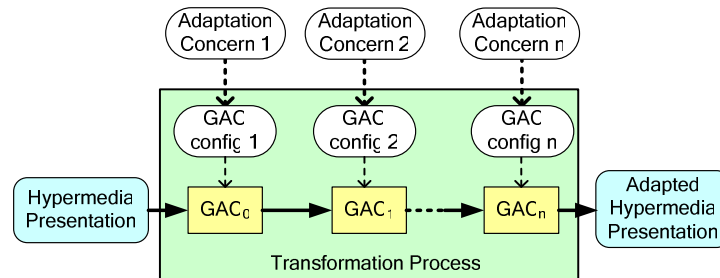 Adaptation
Concern 1
Adaptation
Concern 2
Adaptation
Concern n
GAC
config 1
GAC
config 2
GAC
config n
Hypermedia
Presentation
GAC0
GAC1
GACn
Adapted
Hypermedia
Presentation
Transformation Process